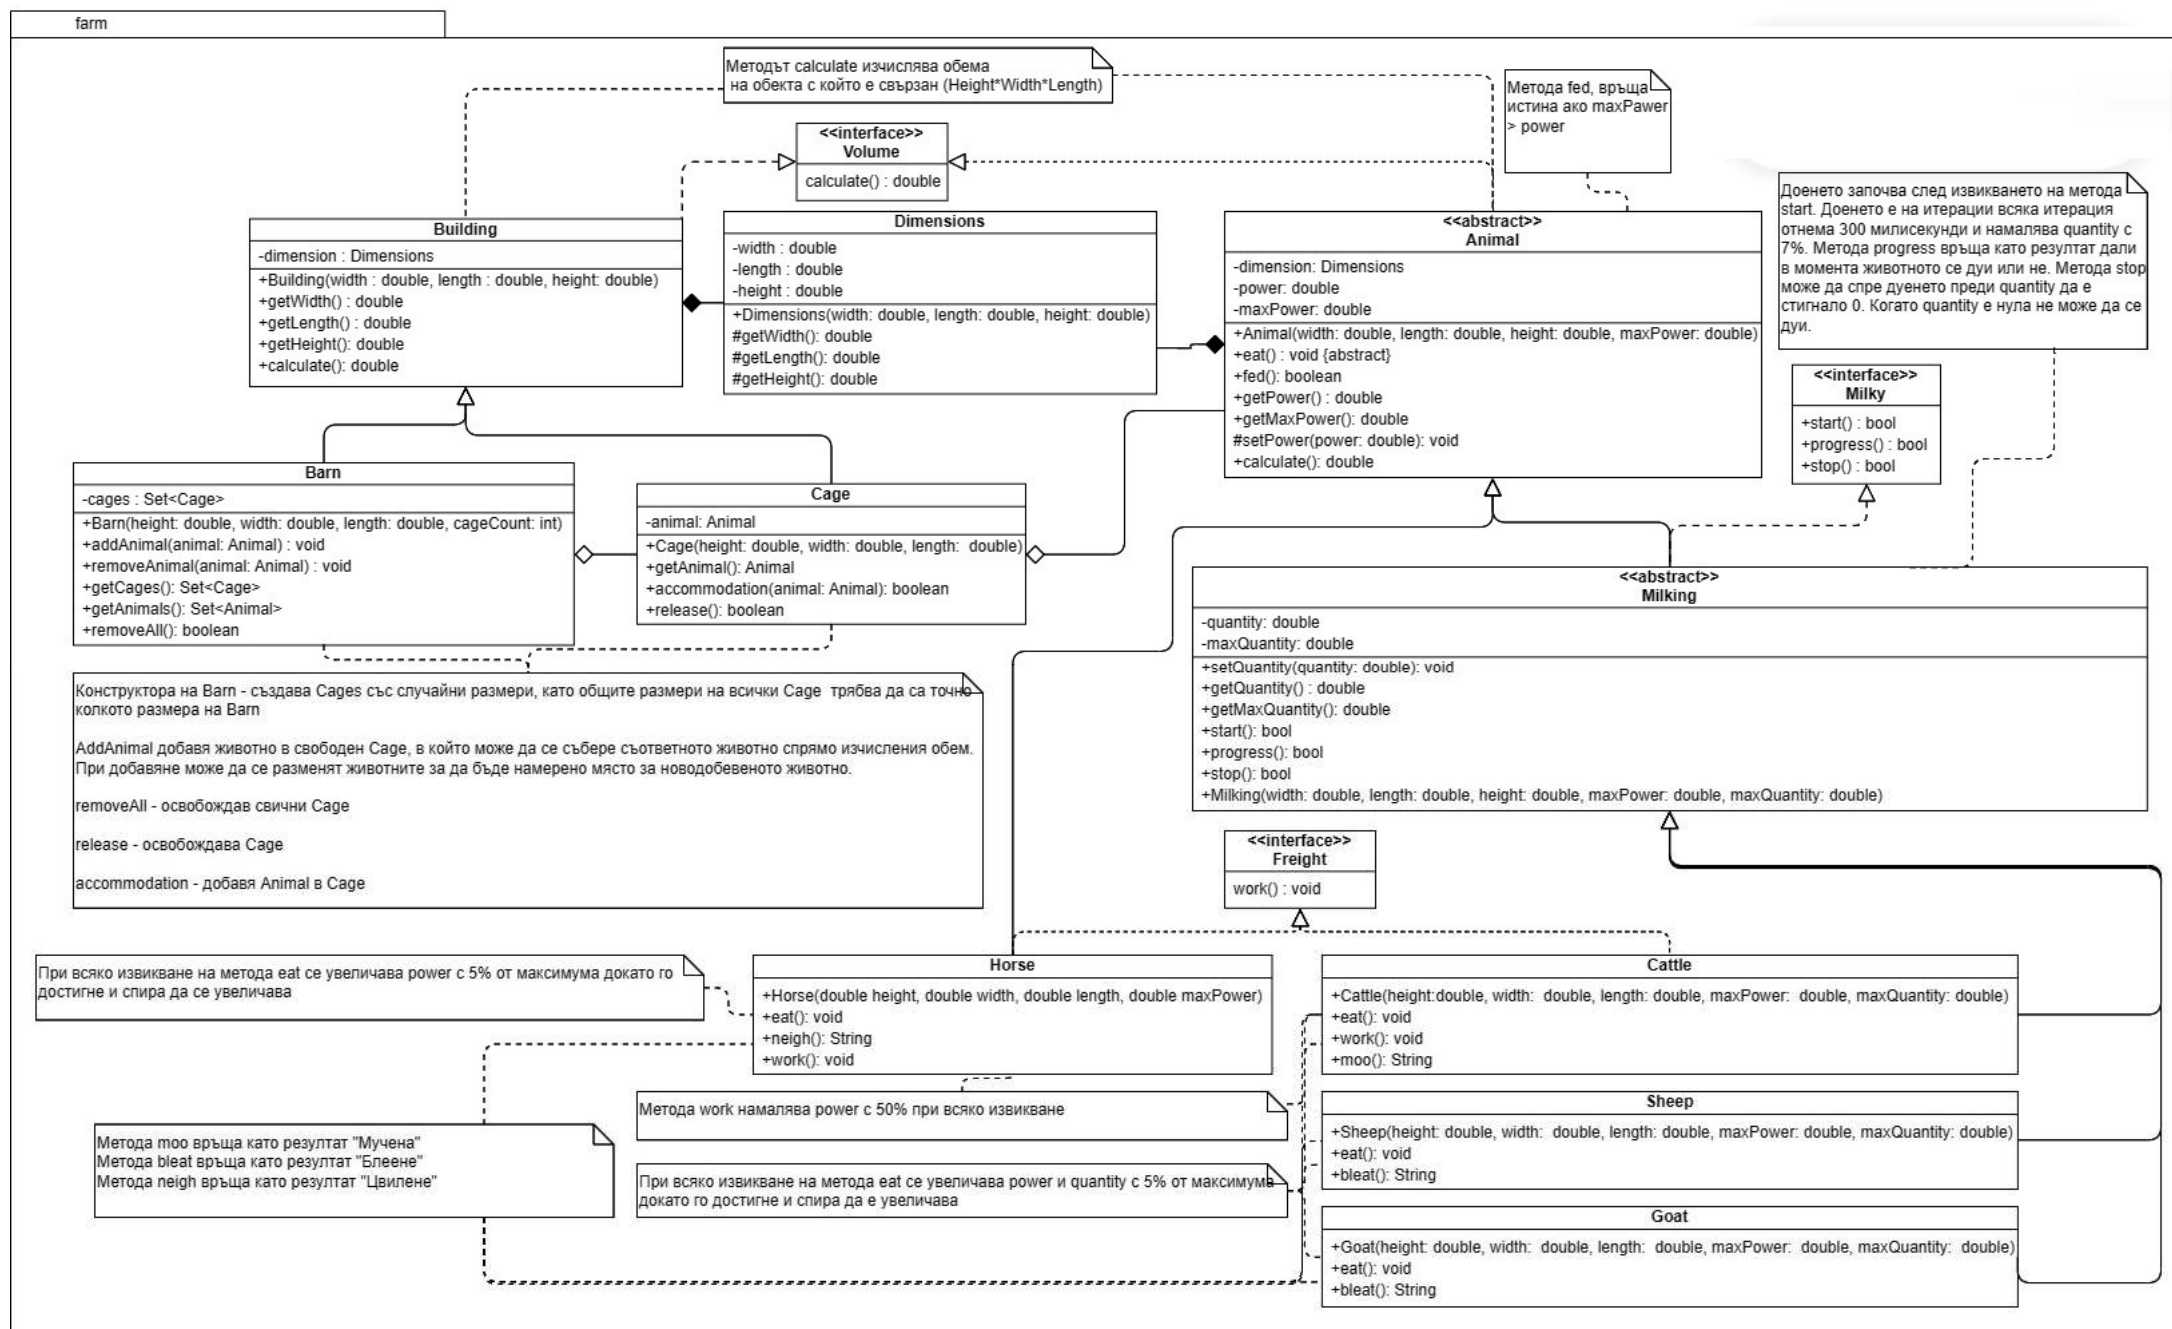 farm
Методът calculate изчислява обема
на обекта с който е свързан (Height*Width*Length)
Метода fed, връща
истина ако maxPawer
> power
<<interface>>
Volume
calculate() : double
Доенето започва след извикването на метода
start. Доенето е на итерации всяка итерация
отнема 300 милисекунди и намалява quantity с
7%. Метода progress връща като резултат дали
в момента животното се дуи или не. Метода stop
може да спре дуенето преди quantity да е
стигнало 0. Когато quantity е нула не може да се
дуи.
Building
-dimension : Dimensions
+Building(width : double, length : double, height: double)
+getWidth() : double
+getLength() : double
+getHeight(): double
+calculate(): double
Dimensions
-width : double
-length : double
-height : double
+Dimensions(width: double, length: double, height: double)
#getWidth(): double
#getLength(): double
#getHeight(): double
<<abstract>>
Animal
-dimension: Dimensions
-power: double
-maxPower: double
+Animal(width: double, length: double, height: double, maxPower: double)
+eat() : void {abstract}
+fed(): boolean
+getPower() : double
+getMaxPower(): double
#setPower(power: double): void
+calculate(): double
<<interface>>
Milky
+start() : bool
+progress() : bool
+stop() : bool
Barn
-cages : Set<Cage>
+Barn(height: double, width: double, length: double, cageCount: int)
+addAnimal(animal: Animal) : void
+removeAnimal(animal: Animal) : void
+getCages(): Set<Cage>
+getAnimals(): Set<Animal>
+removeAll(): boolean
Cage
-animal: Animal
+Cage(height: double, width: double, length: double)
+getAnimal(): Animal
+accommodation(animal: Animal): boolean
+release(): boolean
<<abstract>>
Milking
-quantity: double
-maxQuantity: double
+setQuantity(quantity: double): void
+getQuantity() : double
+getMaxQuantity(): double
+start(): bool
+progress(): bool
+stop(): bool
+Milking(width: double, length: double, height: double, maxPower: double, maxQuantity: double)
Конструктора на Barn - създава Cages със случайни размери, като общите размери на всички Cage трябва да са точно
колкото размера на Barn
AddAnimal добавя животно в свободен Cage, в който може да се събере съответното животно спрямо изчисления обем.
При добавяне може да се разменят животните за да бъде намерено място за новодобевеното животно.
removeAll - освобождав свични Cage
release - освобождава Cage
accommodation - добавя Animal в Cage
<<interface>>
Freight
work() : void
При всяко извикване на метода eat се увеличава power с 5% от максимума докато го
достигне и спира да се увеличава
Horse
+Horse(double height, double width, double length, double maxPower)
+eat(): void
+neigh(): String
+work(): void
Cattle
+Cattle(height:double, width: double, length: double, maxPower: double, maxQuantity: double)
+eat(): void
+work(): void
+moo(): String
Метода work намалява power с 50% при всяко извикване
Sheep
+Sheep(height: double, width: double, length: double, maxPower: double, maxQuantity: double)
+eat(): void
+bleat(): String
Метода moo връща като резултат "Мучена"
Метода bleat връща като резултат "Блеене"
Метода neigh връща като резултат "Цвилене"
При всяко извикване на метода eat се увеличава power и quantity с 5% от максимума
докато го достигне и спира да е увеличава
Goat
+Goat(height: double, width: double, length: double, maxPower: double, maxQuantity: double)
+eat(): void
+bleat(): String